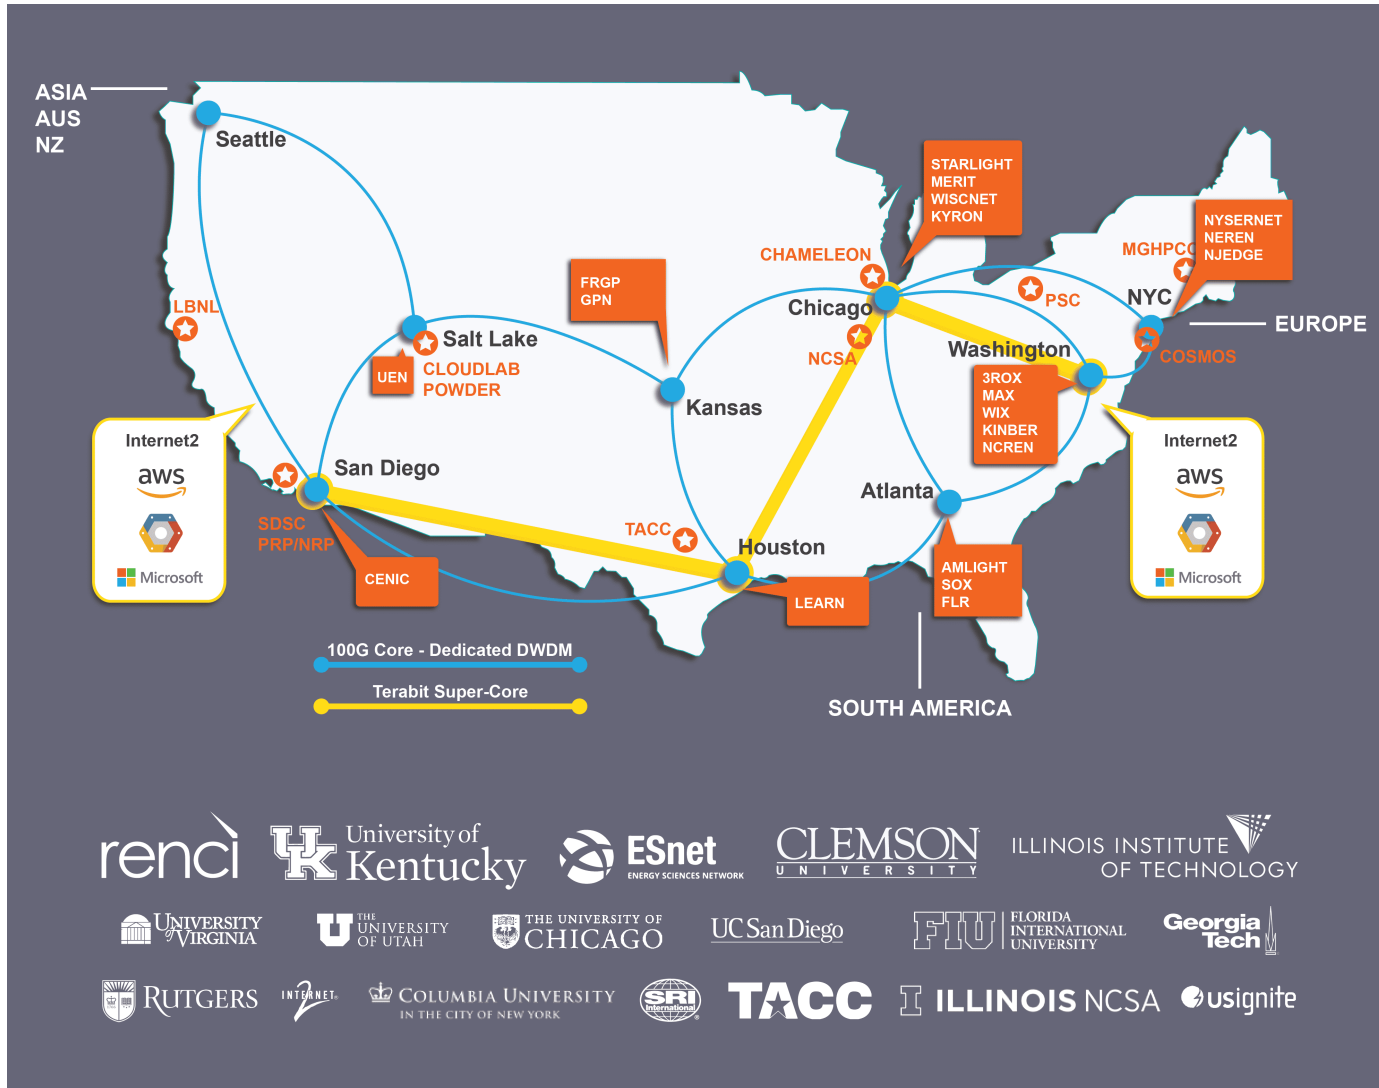 ASIA
AUS
NZ
Seattle
STARLIGHT
MERIT
WISCNET
KYRON
NYSERNET
NEREN
NJEDGE
MGHPCC
CHAMELEON
FRGP
GPN
PSC
NYC
Chicago
LBNL
EUROPE
Salt Lake
NCSA
Washington
COSMOS
UEN
CLOUDLAB
POWDER
3ROX
MAX
WIX
KINBER
NCREN
Kansas
Internet2
aws
Microsoft
Internet2
aws
Microsoft
San Diego
Atlanta
SDSC
PRP/NRP
TACC
Houston
CENIC
LEARN
AMLIGHT
SOX
FLR
100G Core - Dedicated DWDM
Terabit Super-Core
SOUTH AMERICA
renci
UK University of
Kentucky
ESnet
ENERGY SCIENCES NETWORK
CLEMSON
UNIVERSITY
ILLINOIS INSTITUTE
OF TECHNOLOGY
UNIVERSITY
of VIRGINIA
U THE
UNIVERSITY
OF UTAH
THE UNIVERSITY OF
CHICAGO
UC San Diego
FIU FLORIDA
INTERNATIONAL
UNIVERSITY
Georgia
Tech
RUTGERS
INTERNET2®
COLUMBIA UNIVERSITY
IN THE CITY OF NEW YORK
SRI
International®
TACC
I ILLINOIS NCSA
usignite